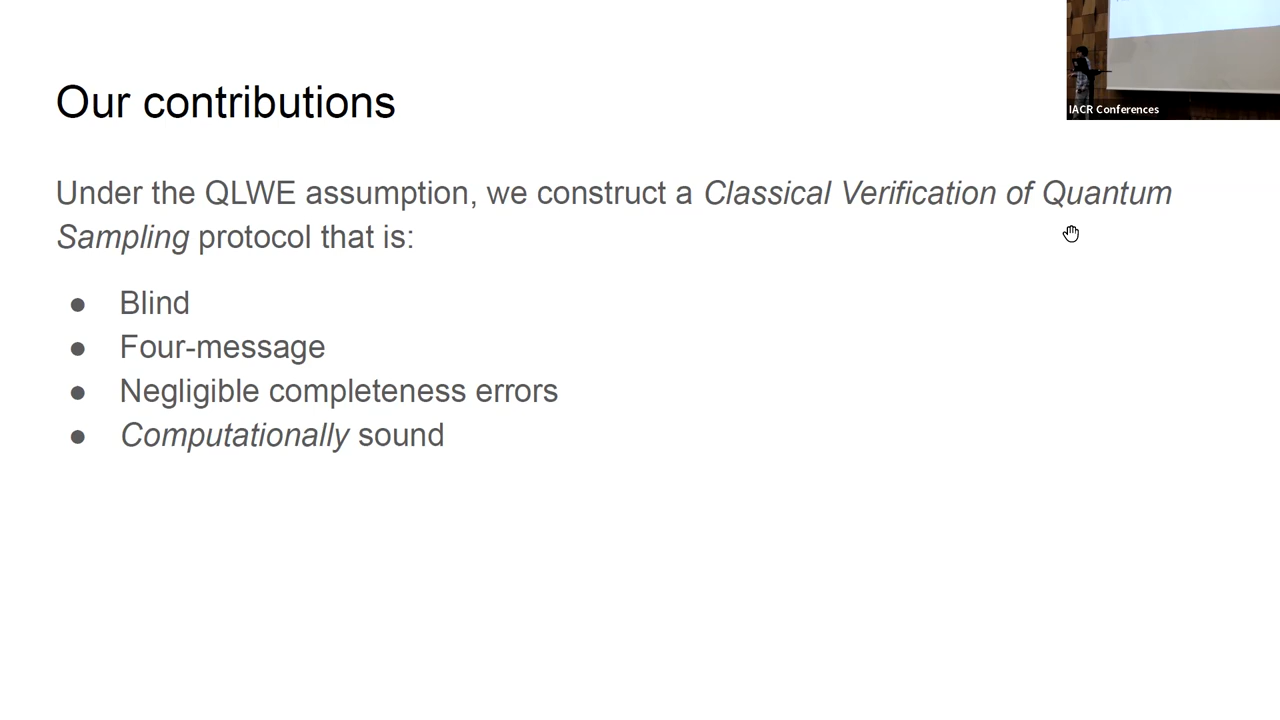 IACR Conferences
Our contributions
Under the QLWE assumption, we construct a Classical Verification of Quantum
Sampling protocol that is:
● Blind
● Four-message
● Negligible completeness errors
● Computationally sound